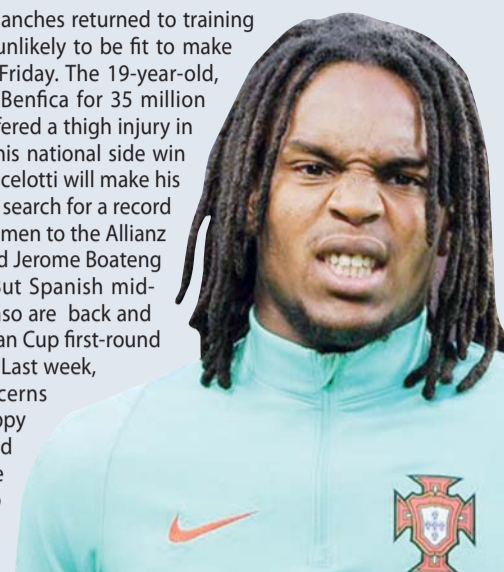 anches returned to training
unlikely to be fit to make
Friday. The 19-year-old,
Benfica for 35 million
fered a thigh injury in
his national side win
celotti will make his
search for a record
men to the Allianz
d Jerome Boateng
But Spanish mid-
nso are back and
an Cup first-round
Last week,
cerns
ppy
d
e